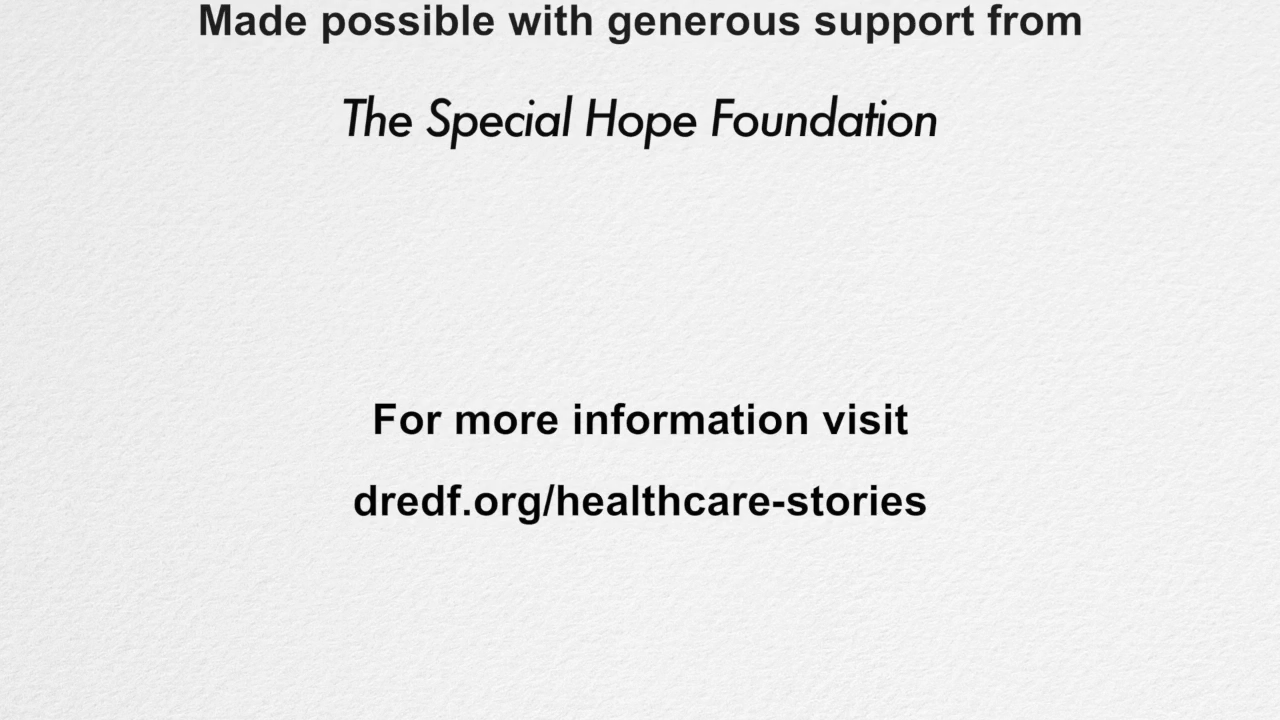 Made possible with generous support from
The Special Hope Foundation
For more information visit
dredf.org/healthcare-stories